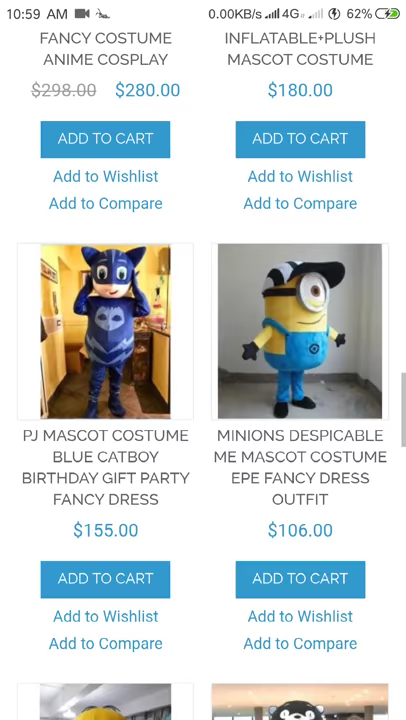 10:59 AM
0.00KB/s 4G 62%
FANCY COSTUME
ANIME COSPLAY
$298.00 $280.00
ADD TO CART
Add to Wishlist
Add to Compare
INFLATABLE+PLUSH
MASCOT COSTUME
$180.00
ADD TO CART
Add to Wishlist
Add to Compare
PJ MASCOT COSTUME
BLUE CATBOY
BIRTHDAY GIFT PARTY
FANCY DRESS
$155.00
ADD TO CART
Add to Wishlist
Add to Compare
MINIONS DESPICABLE
ME MASCOT COSTUME
EPE FANCY DRESS
OUTFIT
$106.00
ADD TO CART
Add to Wishlist
Add to Compare